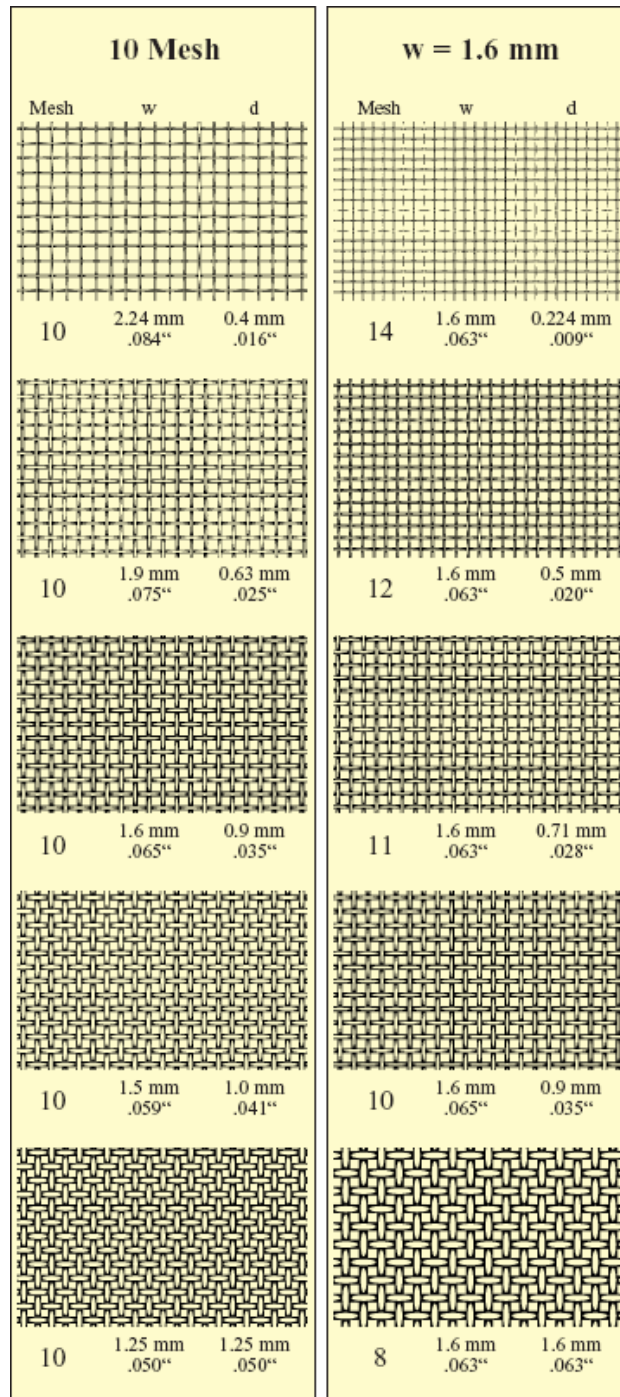 10 Mesh
Mesh w d
10 2.24 mm 0.4 mm
.084“ .016“
10 1.9 mm 0.63 mm
.075“ .025“
10 1.6 mm 0.9 mm
.065“ .035“
10 1.5 mm 1.0 mm
.059“ .041“
10 1.25 mm 1.25 mm
.050“ .050“
w = 1.6 mm
Mesh w d
14 1.6 mm 0.224 mm
.063“ .009“
12 1.6 mm 0.5 mm
.063“ .020“
11 1.6 mm 0.71 mm
.063“ .028“
10 1.6 mm 0.9 mm
.065“ .035“
8 1.6 mm 1.6 mm
.063“ .063“